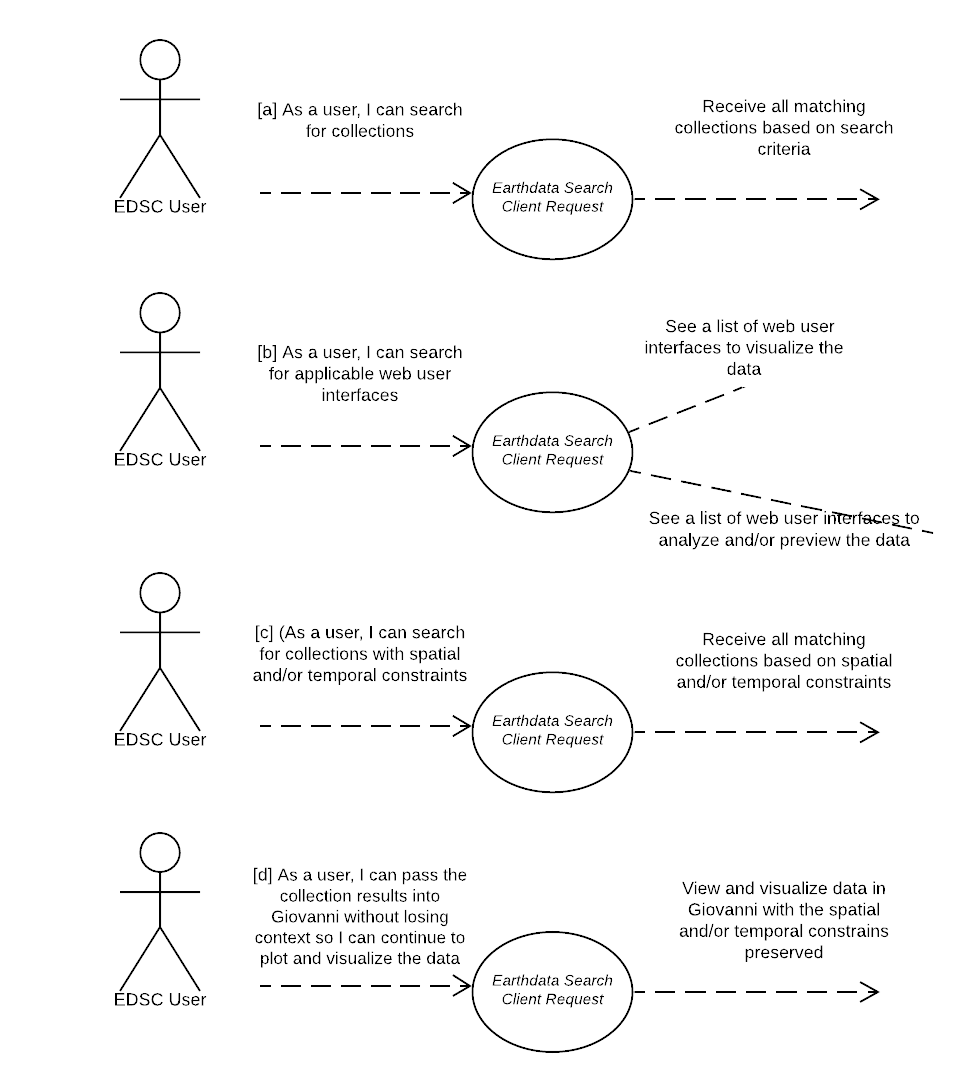 [a] As a user, I can search
for collections
Receive all matching
collections based on search
criteria
Earthdata Search
Client Request
EDSC User
[b] As a user, I can search
for applicable web user
interfaces
See a list of web user
interfaces to visualize the
data
Earthdata Search
Client Request
EDSC User
See a list of web user interfaces to
analyze and/or preview the data
[c] (As a user, I can search
for collections with spatial
and/or temporal constraints
Receive all matching
collections based on spatial
and/or temporal constraints
Earthdata Search
Client Request
EDSC User
[d] As a user, I can pass the
collection results into
Giovanni without losing
context so I can continue to
plot and visualize the data
View and visualize data in
Giovanni with the spatial
and/or temporal constrains
preserved
Earthdata Search
Client Request
EDSC User